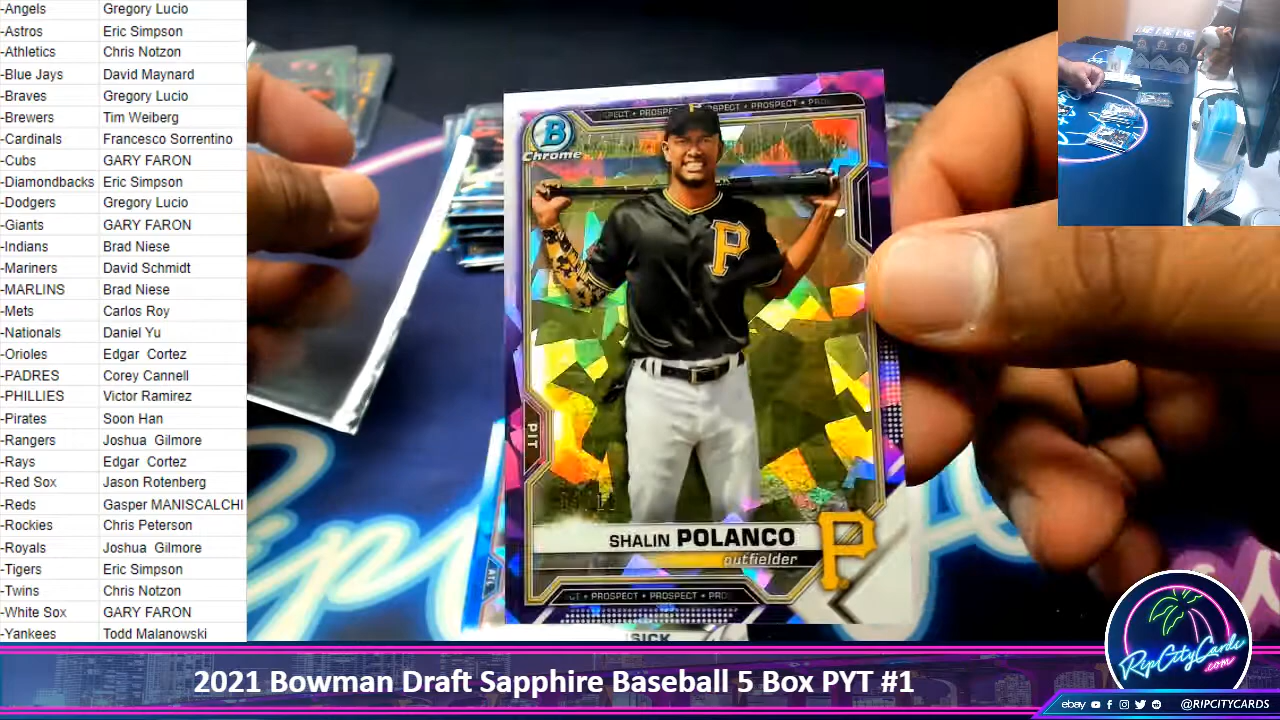 -Angels Gregory Lucio
-Astros Eric Simpson
-Athletics Chris Notzon
-Blue Jays David Maynard
-Braves Gregory Lucio
-Brewers Tim Weiberg
-Cardinals Francesco Sorrentino
-Cubs GARY FARON
-Diamondbacks Eric Simpson
-Dodgers Gregory Lucio
-Giants GARY FARON
-Indians Brad Niese
-Mariners David Schmidt
-MARLINS Brad Niese
-Mets Carlos Roy
-Nationals Daniel Yu
-Orioles Edgar Cortez
-PADRES Corey Cannell
-PHILLIES Victor Ramirez
-Pirates Soon Han
-Rangers Joshua Gilmore
-Rays Edgar Cortez
-Red Sox Jason Rotenberg
-Reds Gasper MANISCALCHI
-Rockies Chris Peterson
-Royals Joshua Gilmore
-Tigers Eric Simpson
-Twins Chris Notzon
-White Sox GARY FARON
-Yankees Todd Malanowski
PROSPECT • PROSPECT
B
Chrome
P
P
PIT
SHALIN POLANCO
outfielder
P
• PROSPECT • PROSPECT •
ATL
2021 Bowman Draft Sapphire Baseball 5 Box PYT #1
RipCityCards
.com
ebay
@RIPCITYCARDS